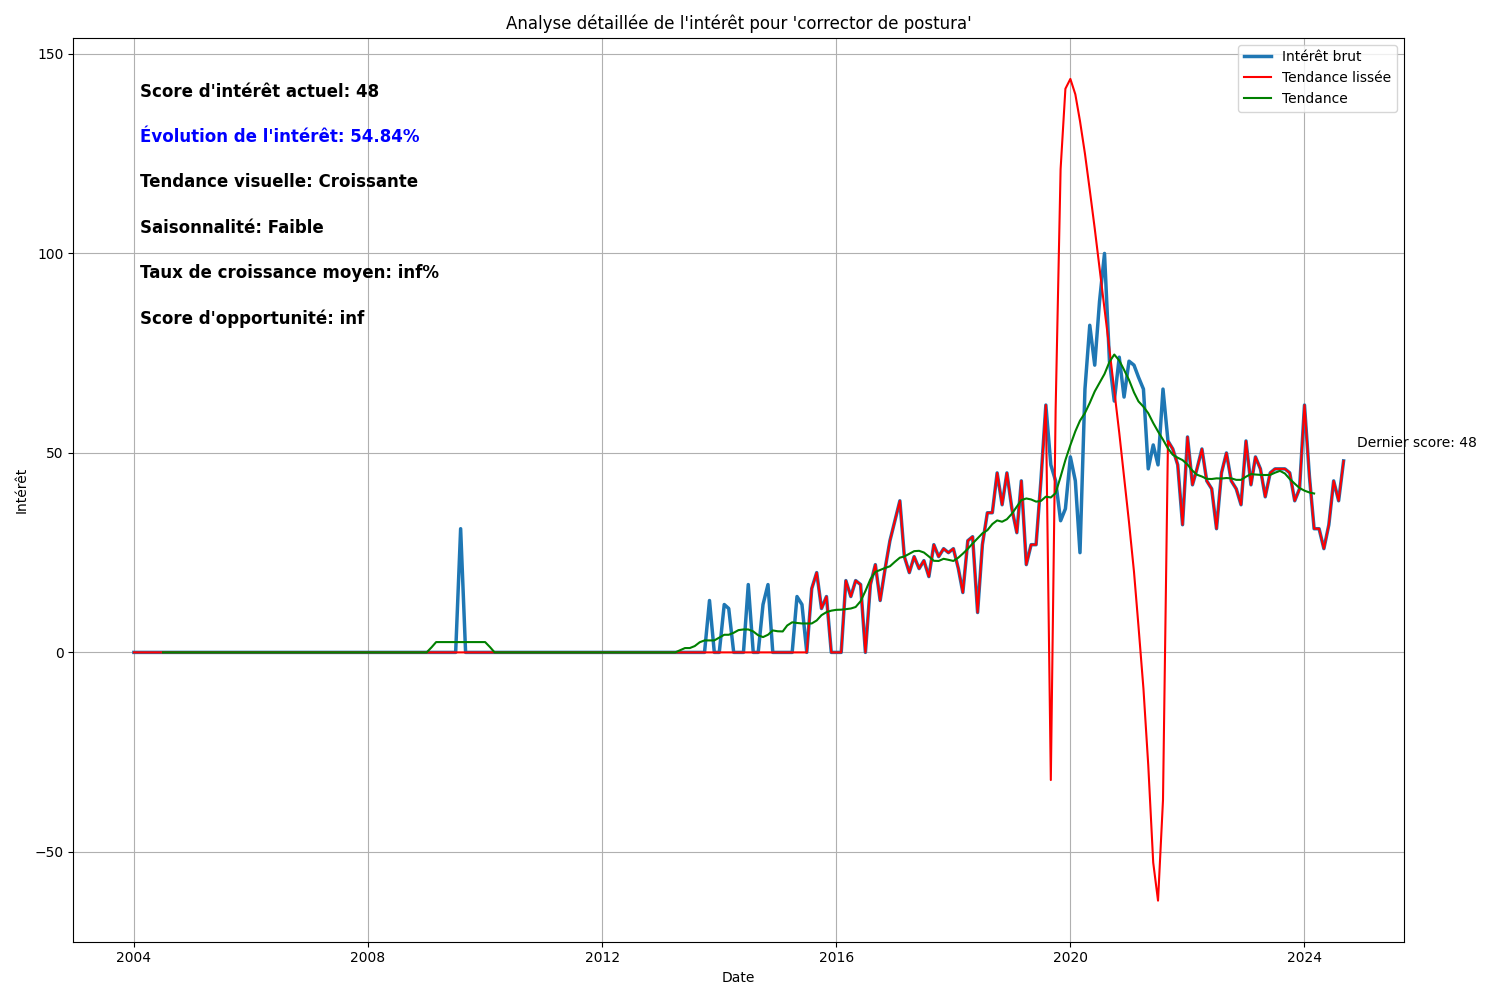 Analyse détaillée de l'intérêt pour 'corrector de postura'
Intérêt brut
Tendance lissée
Tendance
Score d'intérêt actuel: 48
Évolution de l'intérêt: 54.84%
Tendance visuelle: Croissante
Saisonnalité: Faible
Taux de croissance moyen: inf%
Score d'opportunité: inf
Dernier score: 48
Intérêt
150
100
50
0
−50
2004
2008
2012
2016
2020
2024
Date